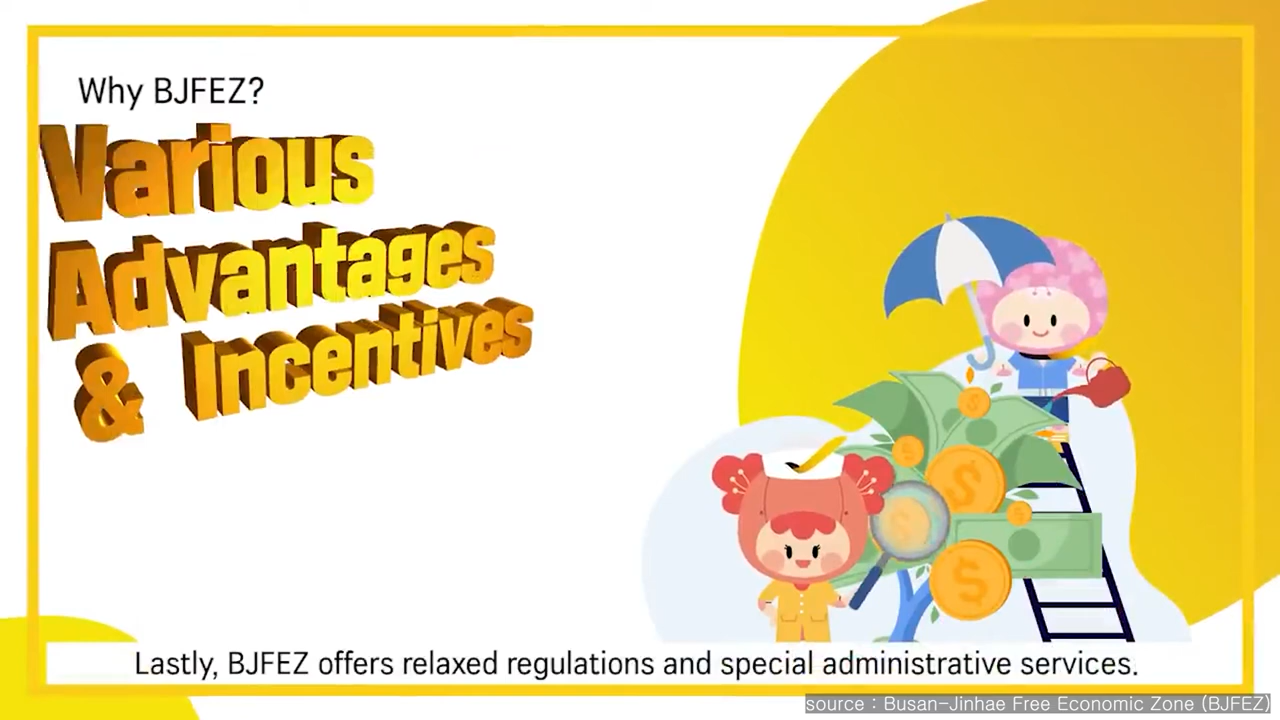 Why BJFEZ?
Various
Advantages
& Incentives
$
$
$
$
$
Lastly, BJFEZ offers relaxed regulations and special administrative services.
source : Busan-Jinhae Free Economic Zone (BJFEZ)